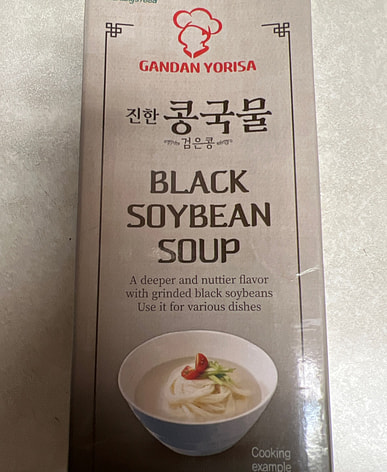 GANDAN YORISA
진한 콩국물
검은콩
BLACK
SOYBEAN
SOUP
A deeper and nuttier flavor
with grinded black soybeans
Use it for various dishes
Cooking
example